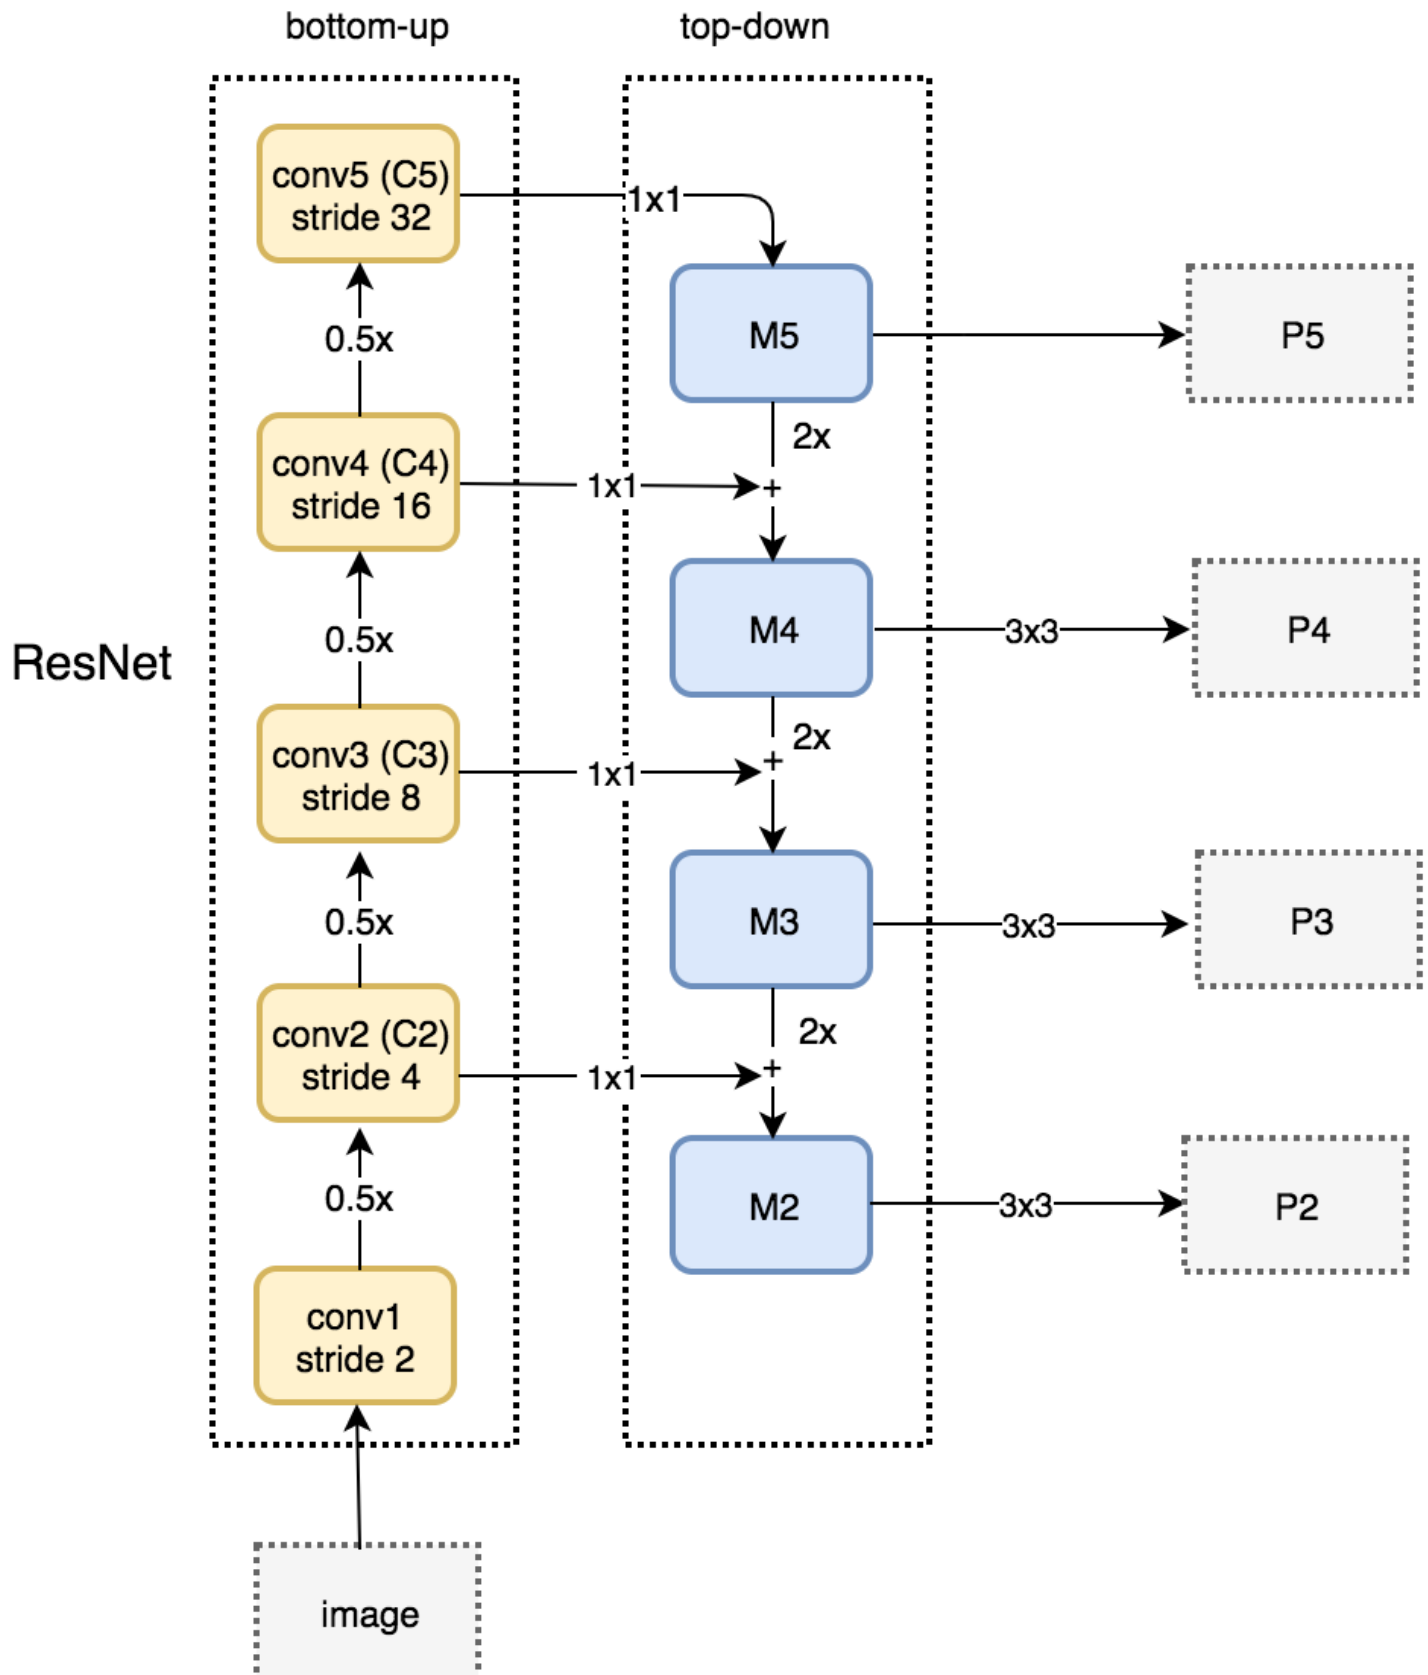 bottom-up
top-down
conv5 (C5)
stride 32
1x1
M5
P5
0.5x
2x
conv4 (C4)
stride 16
1x1
+
M4
3x3
P4
0.5x
ResNet
2x
conv3 (C3)
stride 8
1x1
+
M3
3x3
P3
0.5x
2x
conv2 (C2)
stride 4
1x1
+
M2
3x3
P2
0.5x
conv1
stride 2
image